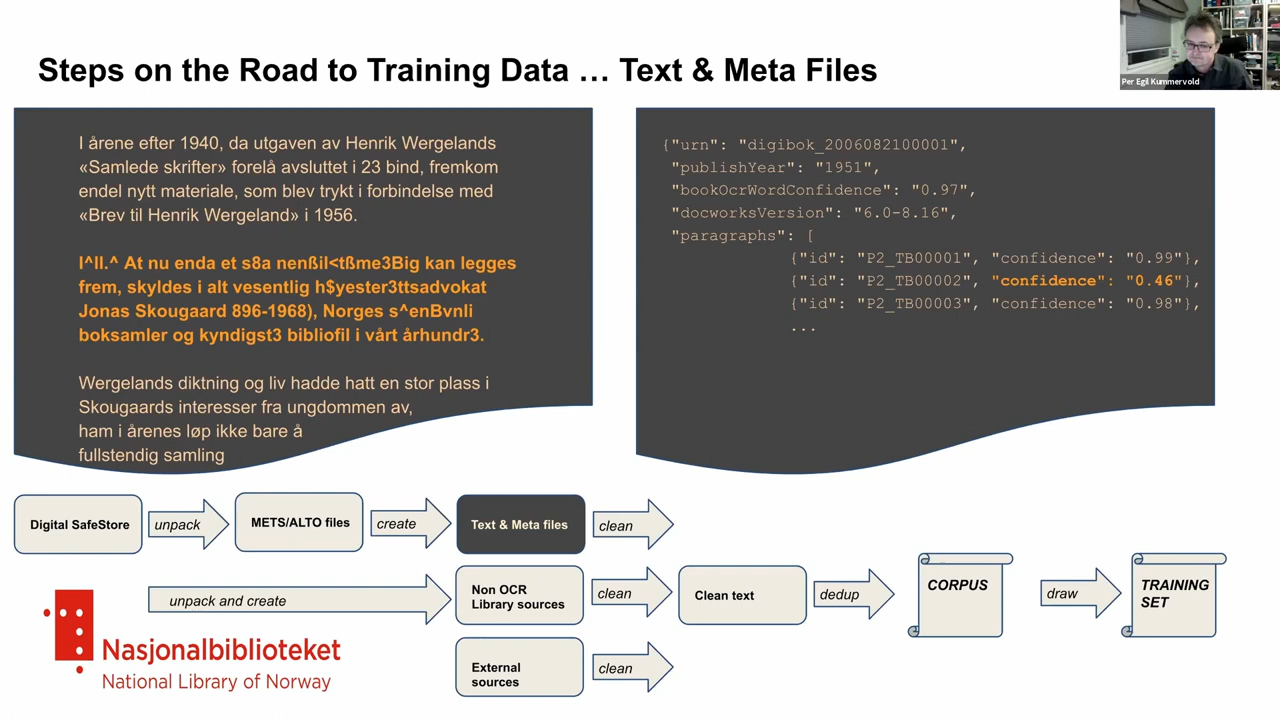 Steps on the Road to Training Data … Text & Meta Files
Per Egil Kummervold
I årene efter 1940, da utgaven av Henrik Wergelands
«Samlede skrifter» forelå avsluttet i 23 bind, fremkom
endel nytt materiale, som blev trykt i forbindelse med
«Brev til Henrik Wergeland» i 1956.
l^ll.^ At nu enda et s8a nenßil<tßme3Big kan legges
frem, skyldes i alt vesentlig h$yester3ttsadvokat
Jonas Skougaard 896-1968), Norges s^enBvnli
boksamler og kyndigst3 bibliofil i vårt århundr3.
Wergelands diktning og liv hadde hatt en stor plass i
Skougaards interesser fra ungdommen av,
ham i årenes løp ikke bare å
fullstendig samling
{"urn": "digibok_2006082100001",
"publishYear": "1951",
"bookOcrWordConfidence": "0.97",
"docworksVersion": "6.0-8.16",
"paragraphs": [
{"id": "P2_TB00001", "confidence": "0.99"},
{"id": "P2_TB00002", "confidence": "0.46"},
{"id": "P2_TB00003", "confidence": "0.98"},
...
Digital SafeStore
unpack
METS/ALTO files
create
Text & Meta files
clean
unpack and create
Non OCR
Library sources
clean
Clean text
dedup
CORPUS
draw
TRAINING
SET
External
sources
clean
Nasjonalbiblioteket
National Library of Norway